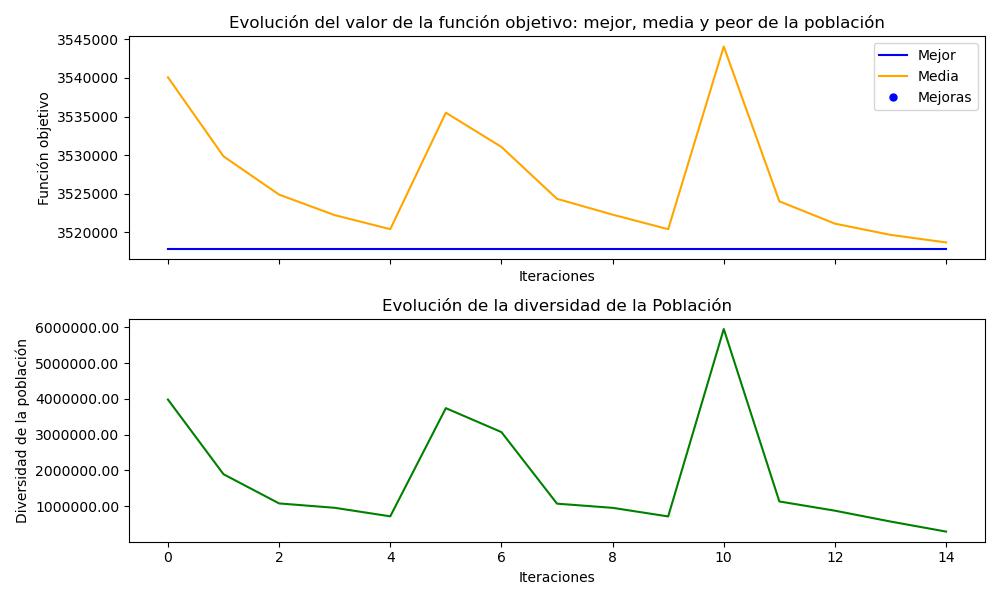 Evolución del valor de la función objetivo: mejor, media y peor de la población
3545000
3540000
3535000
3530000
3525000
3520000
Función objetivo
Mejor
Media
Mejoras
Iteraciones
Evolución de la diversidad de la Población
6000000.00
5000000.00
4000000.00
3000000.00
2000000.00
1000000.00
Diversidad de la población
0 2 4 6 8 10 12 14
Iteraciones